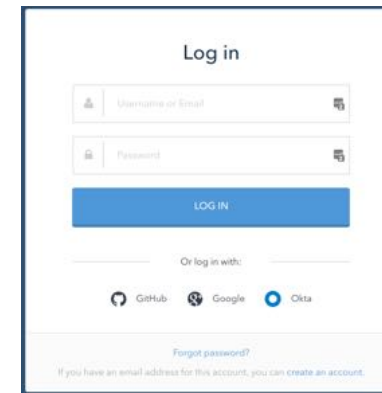 Log in
Username or Email
Password
LOG IN
Or log in with:
GitHub Google Okta
Forgot password?
If you have an email address for this account, you can create an account.